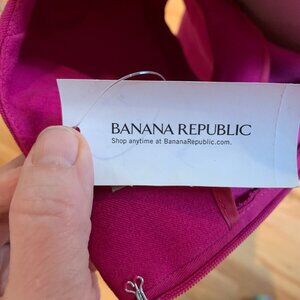 BANANA REPUBLIC
Shop anytime at BananaRepublic.com.